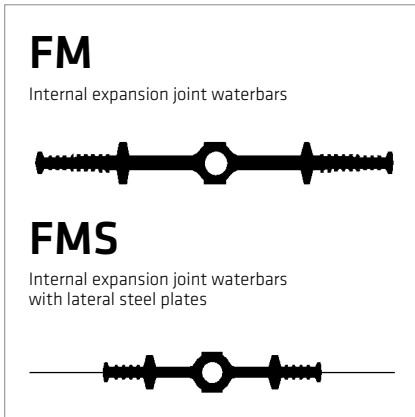 FM
Internal expansion joint waterbars
FMS
Internal expansion joint waterbars
with lateral steel plates